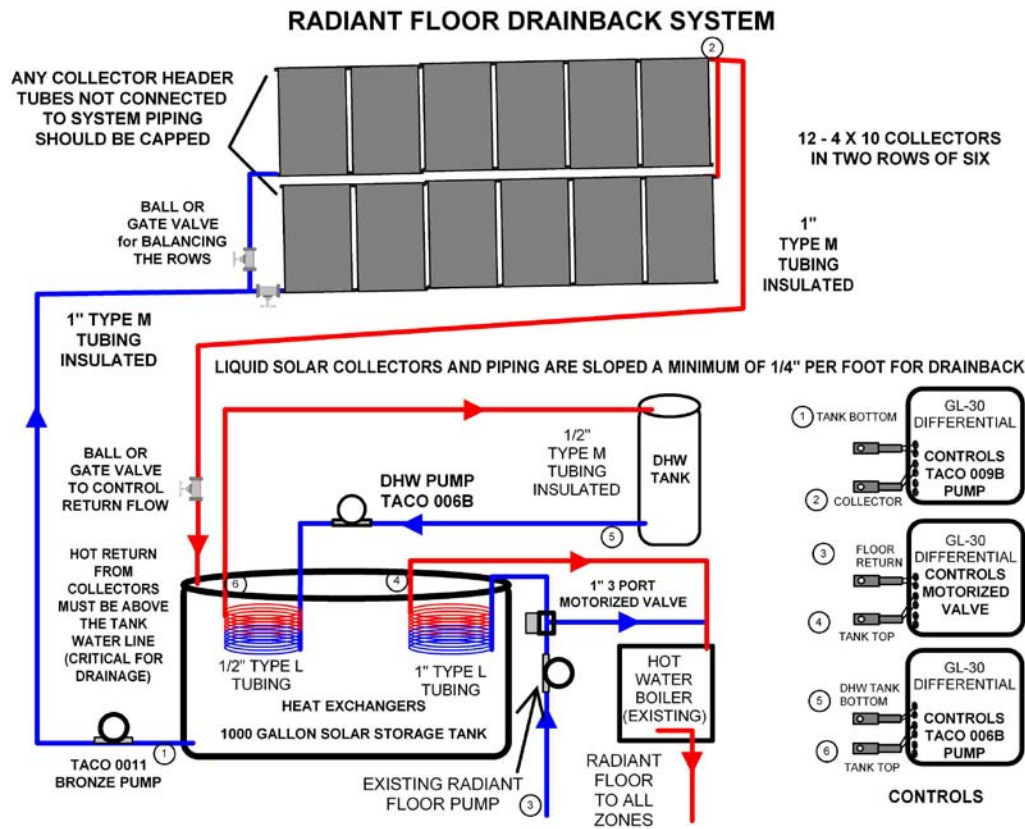 RADIANT FLOOR DRAINBACK SYSTEM
2
ANY COLLECTOR HEADER
TUBES NOT CONNECTED
TO SYSTEM PIPING
SHOULD BE CAPPED
12 - 4 X 10 COLLECTORS
IN TWO ROWS OF SIX
BALL OR
GATE VALVE
for BALANCING
THE ROWS
1"
TYPE M
TUBING
INSULATED
1" TYPE M
TUBING
INSULATED
LIQUID SOLAR COLLECTORS AND PIPING ARE SLOPED A MINIMUM OF 1/4" PER FOOT FOR DRAINBACK
BALL OR
GATE VALVE
TO CONTROL
RETURN FLOW
DHW PUMP
TACO 006B
1/2"
TYPE M
TUBING
INSULATED
DHW
TANK
5
HOT RETURN
FROM
COLLECTORS
MUST BE ABOVE
THE TANK
WATER LINE
(CRITICAL FOR
DRAINAGE)
6
4
1" 3 PORT
MOTORIZED VALVE
1/2" TYPE L
TUBING
1" TYPE L
TUBING
HEAT EXCHANGERS
1000 GALLON SOLAR STORAGE TANK
HOT
WATER
BOILER
(EXISTING)
1
TACO 0011
BRONZE PUMP
EXISTING RADIANT
FLOOR PUMP
3
RADIANT
FLOOR
TO ALL
ZONES
1 TANK BOTTOM
2 COLLECTOR
GL-30
DIFFERENTIAL
CONTROLS
TACO 009B
PUMP
3 FLOOR
RETURN
4
TANK TOP
GL-30
DIFFERENTIAL
CONTROLS
MOTORIZED
VALVE
5 DHW TANK
BOTTOM
6
TANK TOP
GL-30
DIFFERENTIAL
CONTROLS
TACO 006B
PUMP
CONTROLS